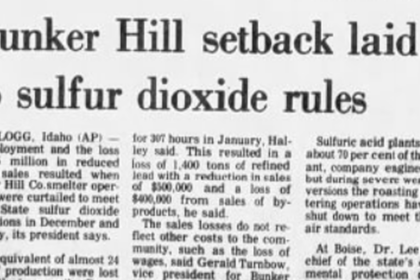 unker Hill setback laid
sulfur dioxide rules
LOGG, Idaho (AP) —
loyment and the loss
million in reduced
sales resulted when
Hill Co.smelter oper-
were curtailed to meet
State sulfur dioxide
ions in December and
y, its president says.
quivalent of almost 24
production were lost
for 307 hours in January, Hal-
ley said. This resulted in a
loss of 1,400 tons of refined
lead with a reduction in sales
of $500,000 and a loss of
$400,000 from sales of by-
products, he said.
The sales losses do not re-
flect other costs to the com-
munity, such as the loss of
wages, said Gerald Turnbow,
vice president for Bunker
Sulfuric acid plants
about 70 per cent of th
ant, company engine
but during severe we
versions the roasting
tering operations hav
shut down to meet th
air standards.
At Boise, Dr. Lee
chief of the state's
mental protection